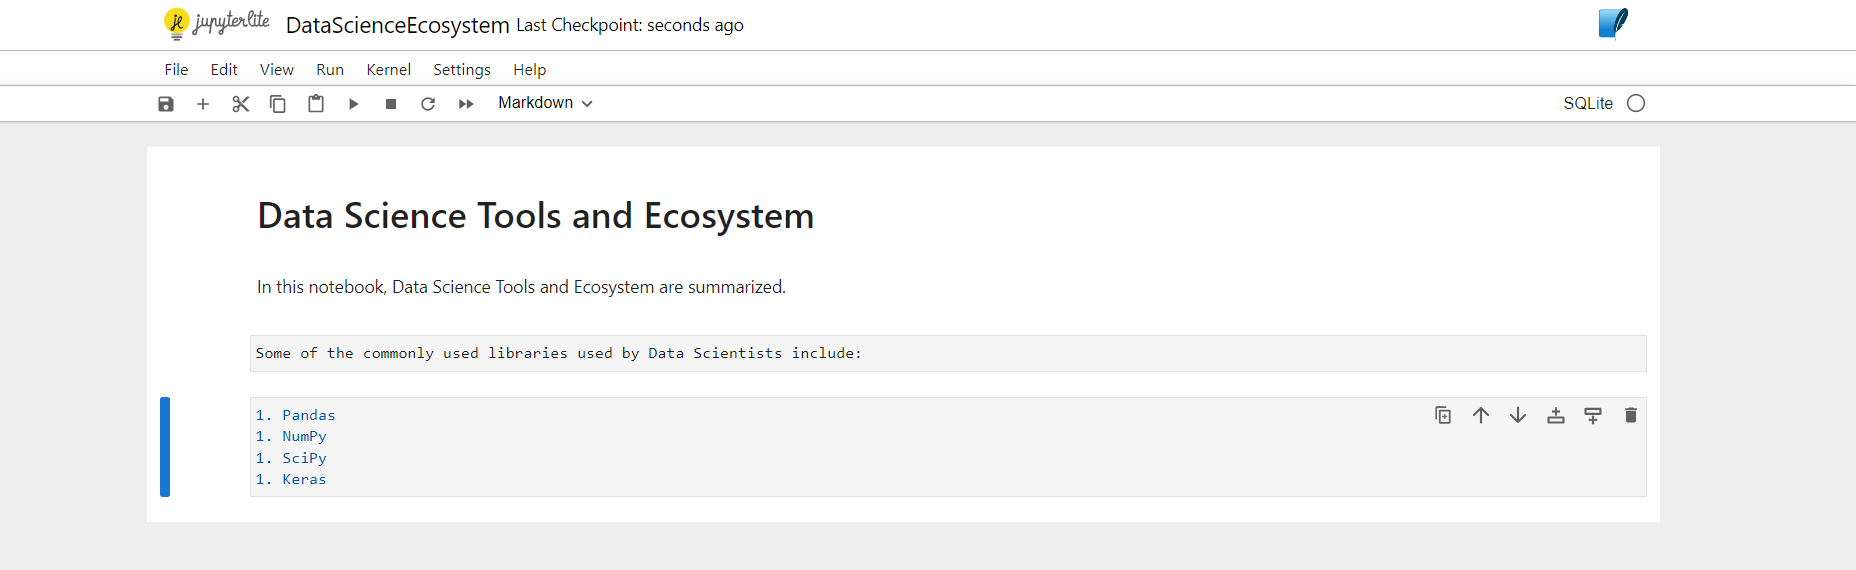 jupyterlite DataScienceEcosystem Last Checkpoint: seconds ago
File Edit View Run Kernel Settings Help
Markdown SQLite
Data Science Tools and Ecosystem
In this notebook, Data Science Tools and Ecosystem are summarized.
Some of the commonly used libraries used by Data Scientists include:
1. Pandas
1. NumPy
1. SciPy
1. Keras